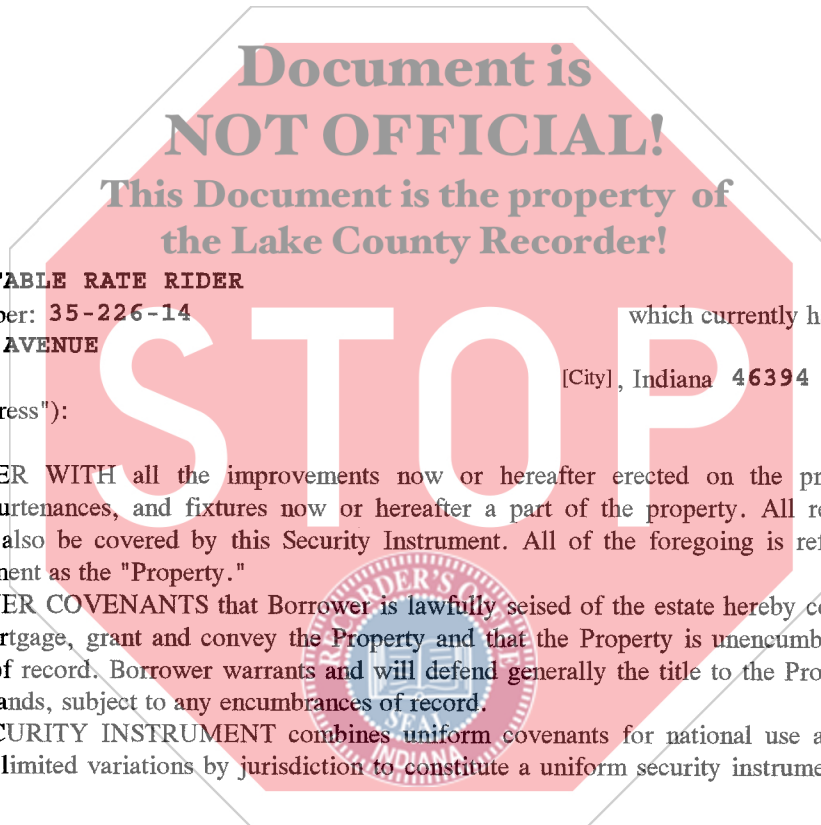 Document is
NOT OFFICIAL!
This Document is the property of
the Lake County Recorder!
TABLE RATE RIDER
ber: 35-226-14 which currently h
AVENUE
[City], Indiana 46394
ress"):
STOP
ER WITH all the improvements now or hereafter erected on the pr
urtenances, and fixtures now or hereafter a part of the property. All re
also be covered by this Security Instrument. All of the foregoing is ref
nent as the "Property."
ER COVENANTS that Borrower is lawfully seised of the estate hereby co
rtgage, grant and convey the Property and that the Property is unencumb
of record. Borrower warrants and will defend generally the title to the Pro
ands, subject to any encumbrances of record.
CURITY INSTRUMENT combines uniform covenants for national use a
limited variations by jurisdiction to constitute a uniform security instrume
RECORDER'S OFFICE
SEAL
INDIANA